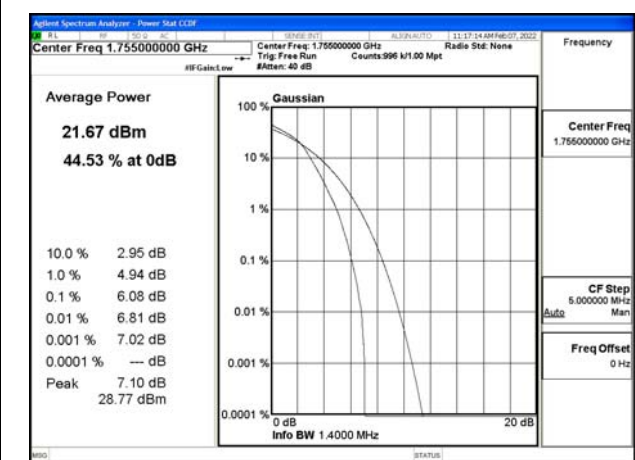 Agilent Spectrum Analyzer - Power Stat CCDF
RL RF 50 Ω AC SENSE:INT ALIGN AUTO 11:17:14 AM Feb 07, 2022
Center Freq 1.755000000 GHz
Center Freq: 1.755000000 GHz Radio Std: None
Trig: Free Run Counts:996 k/1.00 Mpt
#IFGain:Low #Atten: 40 dB
Frequency
Average Power
21.67 dBm
44.53 % at 0dB
10.0 % 2.95 dB
1.0 % 4.94 dB
0.1 % 6.08 dB
0.01 % 6.81 dB
0.001 % 7.02 dB
0.0001 % --- dB
Peak 7.10 dB
28.77 dBm
Gaussian
100 %
10 %
1 %
0.1 %
0.01 %
0.001 %
0.0001 %
0 dB 20 dB
Info BW 1.4000 MHz
Center Freq
1.755000000 GHz
CF Step
5.000000 MHz
Auto Man
Freq Offset
0 Hz
MSG STATUS